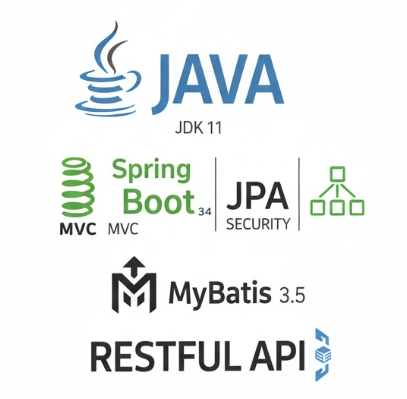 JAVA
JDK 11
Spring
Boot 34
MVC MVC
JPA
SECURITY
MyBatis 3.5
RESTFUL API